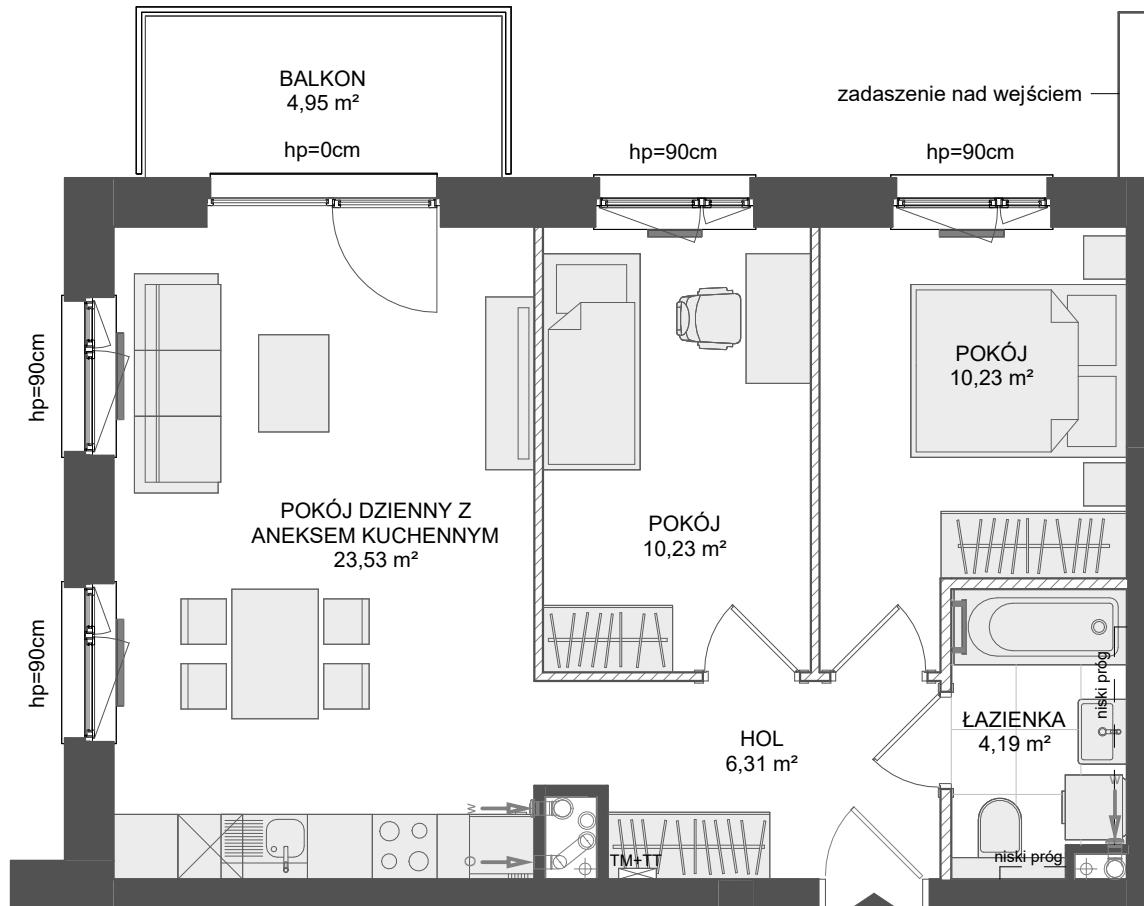 BALKON
4,95 m²
zadaszenie nad wejściem
hp=0cm
hp=90cm
hp=90cm
hp=90cm
POKÓJ
10,23 m²
POKÓJ DZIENNY Z
ANEKSEM KUCHENNYM
23,53 m²
POKÓJ
10,23 m²
hp=90cm
niski próg
ŁAZIENKA
4,19 m²
HOL
6,31 m²
W
W
O
TM+TT
niski próg